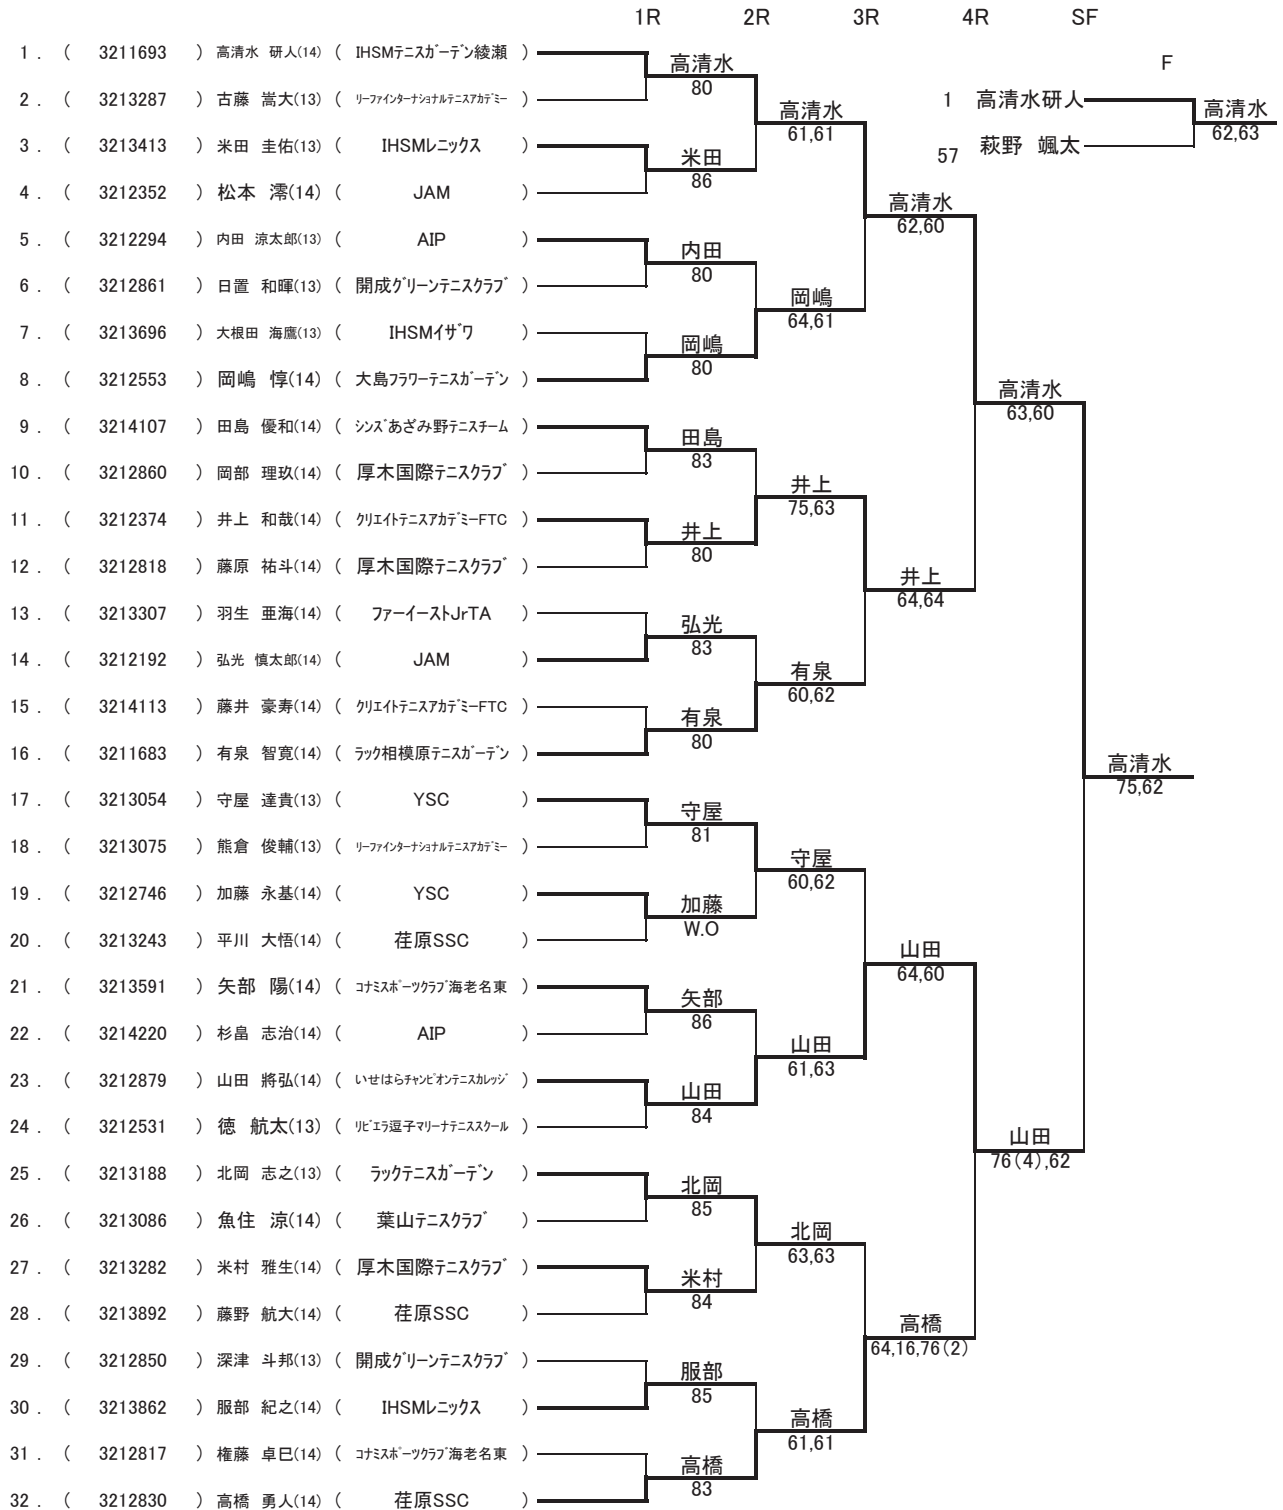 1R 2R 3R 4R SF
F
1 . ( 3211693 ) 高清水 研人(14) ( IHSMテニスガーデン綾瀬 )
2 . ( 3213287 ) 古藤 嵩大(13) ( リーファインターナショナルテニスアカデミー )
3 . ( 3213413 ) 米田 圭佑(13) ( IHSMレニックス )
4 . ( 3212352 ) 松本 澪(14) ( JAM )
5 . ( 3212294 ) 内田 涼太郎(13) ( AIP )
6 . ( 3212861 ) 日置 和暉(13) ( 開成グリーンテニスクラブ )
7 . ( 3213696 ) 大根田 海鷹(13) ( IHSMイザワ )
8 . ( 3212553 ) 岡嶋 惇(14) ( 大島フラワーテニスガーデン )
9 . ( 3214107 ) 田島 優和(14) ( シンズあざみ野テニスチーム )
10 . ( 3212860 ) 岡部 理玖(14) ( 厚木国際テニスクラブ )
11 . ( 3212374 ) 井上 和哉(14) ( クリエイトテニスアカデミーFTC )
12 . ( 3212818 ) 藤原 祐斗(14) ( 厚木国際テニスクラブ )
13 . ( 3213307 ) 羽生 亜海(14) ( ファーイーストJrTA )
14 . ( 3212192 ) 弘光 慎太郎(14) ( JAM )
15 . ( 3214113 ) 藤井 豪寿(14) ( クリエイトテニスアカデミーFTC )
16 . ( 3211683 ) 有泉 智寛(14) ( ラック相模原テニスガーデン )
17 . ( 3213054 ) 守屋 達貴(13) ( YSC )
18 . ( 3213075 ) 熊倉 俊輔(13) ( リーファインターナショナルテニスアカデミー )
19 . ( 3212746 ) 加藤 永基(14) ( YSC )
20 . ( 3213243 ) 平川 大悟(14) ( 荏原SSC )
21 . ( 3213591 ) 矢部 陽(14) ( コナミスポーツクラブ海老名東 )
22 . ( 3214220 ) 杉畠 志治(14) ( AIP )
23 . ( 3212879 ) 山田 將弘(14) ( いせはらチャンピオンテニスカレッジ )
24 . ( 3212531 ) 徳 航太(13) ( リビエラ逗子マリーナテニススクール )
25 . ( 3213188 ) 北岡 志之(13) ( ラックテニスガーデン )
26 . ( 3213086 ) 魚住 涼(14) ( 葉山テニスクラブ )
27 . ( 3213282 ) 米村 雅生(14) ( 厚木国際テニスクラブ )
28 . ( 3213892 ) 藤野 航大(14) ( 荏原SSC )
29 . ( 3212850 ) 深津 斗邦(13) ( 開成グリーンテニスクラブ )
30 . ( 3213862 ) 服部 紀之(14) ( IHSMレニックス )
31 . ( 3212817 ) 権藤 卓巳(14) ( コナミスポーツクラブ海老名東 )
32 . ( 3212830 ) 高橋 勇人(14) ( 荏原SSC )
高清水
80
米田
86
内田
80
岡嶋
80
田島
83
井上
80
弘光
83
有泉
80
守屋
81
加藤
W.O
矢部
86
山田
84
北岡
85
米村
84
服部
85
高橋
83
高清水
61,61
岡嶋
64,61
井上
75,63
有泉
60,62
守屋
60,62
山田
61,63
北岡
63,63
高橋
61,61
高清水
62,60
井上
64,64
山田
64,60
高橋
64,16,76(2)
高清水
63,60
山田
76(4),62
高清水
75,62
1 高清水研人
57 萩野 颯太
高清水
62,63